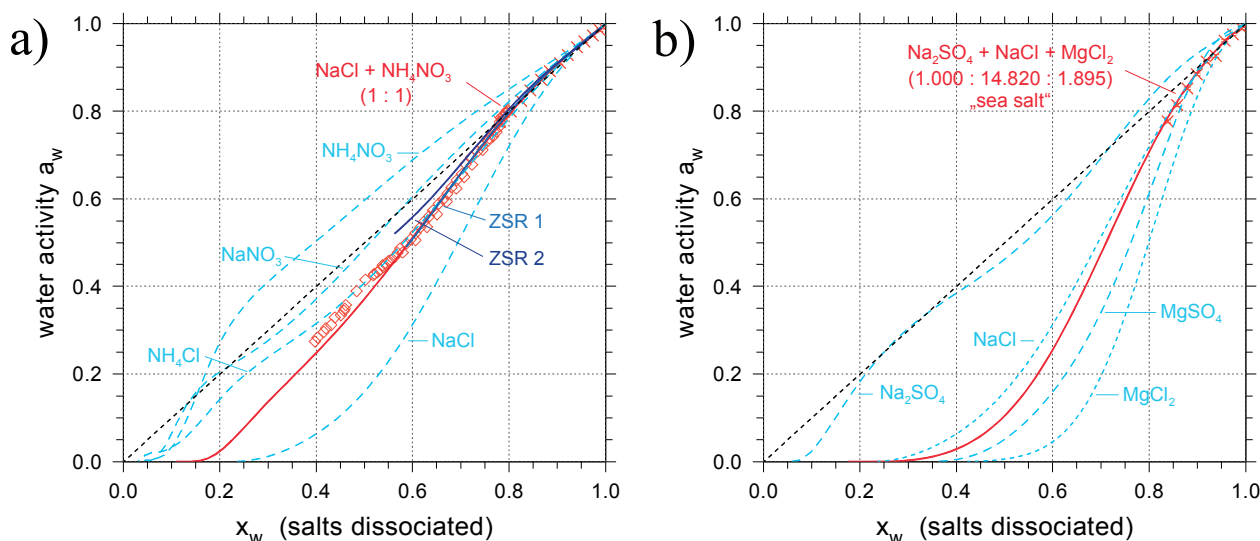 a)
water activity a_w
1.0
0.8
0.6
0.4
0.2
0.0
0.0 0.2 0.4 0.6 0.8 1.0
x_w (salts dissociated)
NaCl + NH₄NO₃
(1 : 1)
NH₄NO₃
NaNO₃
NH₄Cl
ZSR 1
ZSR 2
NaCl
b)
water activity a_w
1.0
0.8
0.6
0.4
0.2
0.0
0.0 0.2 0.4 0.6 0.8 1.0
x_w (salts dissociated)
Na₂SO₄ + NaCl + MgCl₂
(1.000 : 14.820 : 1.895)
„sea salt“
NaCl
MgSO₄
Na₂SO₄
MgCl₂